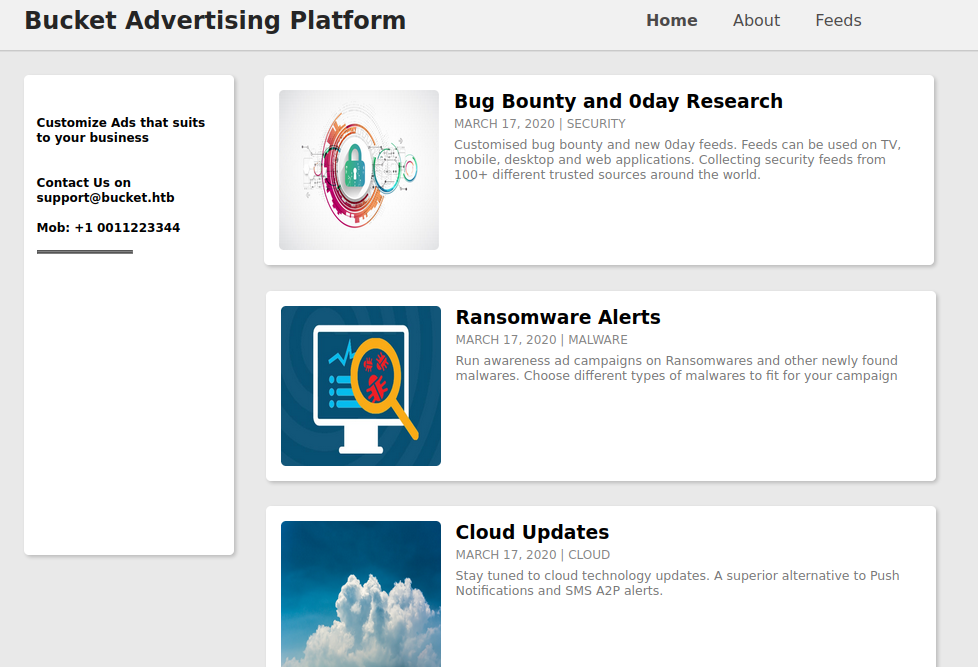 Bucket Advertising Platform
Home About Feeds
Customize Ads that suits
to your business
Contact Us on
support@bucket.htb
Mob: +1 0011223344
Bug Bounty and 0day Research
MARCH 17, 2020 | SECURITY
Customised bug bounty and new 0day feeds. Feeds can be used on TV,
mobile, desktop and web applications. Collecting security feeds from
100+ different trusted sources around the world.
Ransomware Alerts
MARCH 17, 2020 | MALWARE
Run awareness ad campaigns on Ransomwares and other newly found
malwares. Choose different types of malwares to fit for your campaign
Cloud Updates
MARCH 17, 2020 | CLOUD
Stay tuned to cloud technology updates. A superior alternative to Push
Notifications and SMS A2P alerts.